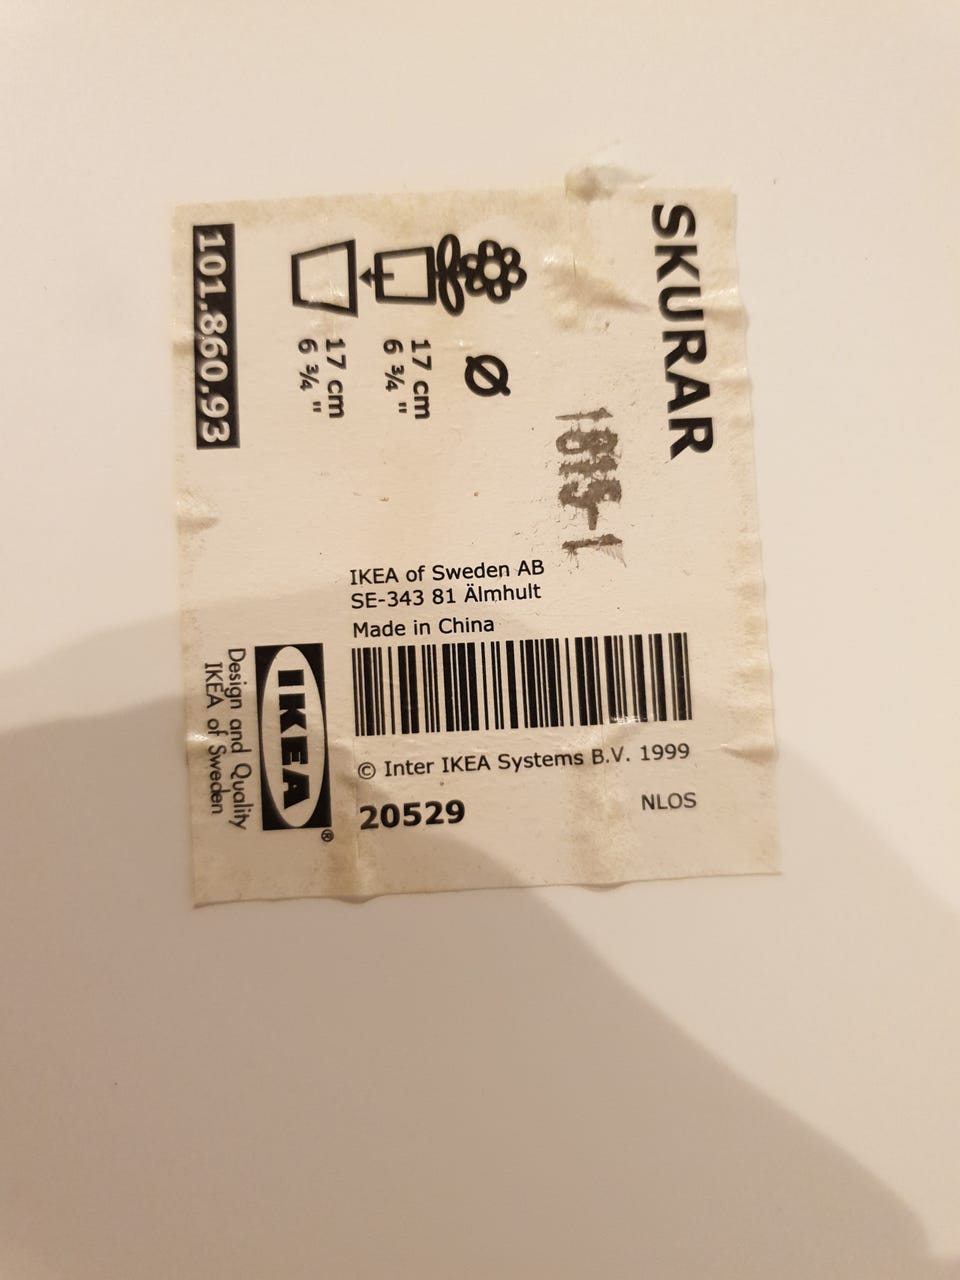 SKURAR
1815-1
Ø
17 cm
6 ¾ "
17 cm
6 ¾ "
101.860.93
IKEA of Sweden AB
SE-343 81 Älmhult
Made in China
© Inter IKEA Systems B.V. 1999
20529
NLOS
IKEA®
Design and Quality
IKEA of Sweden